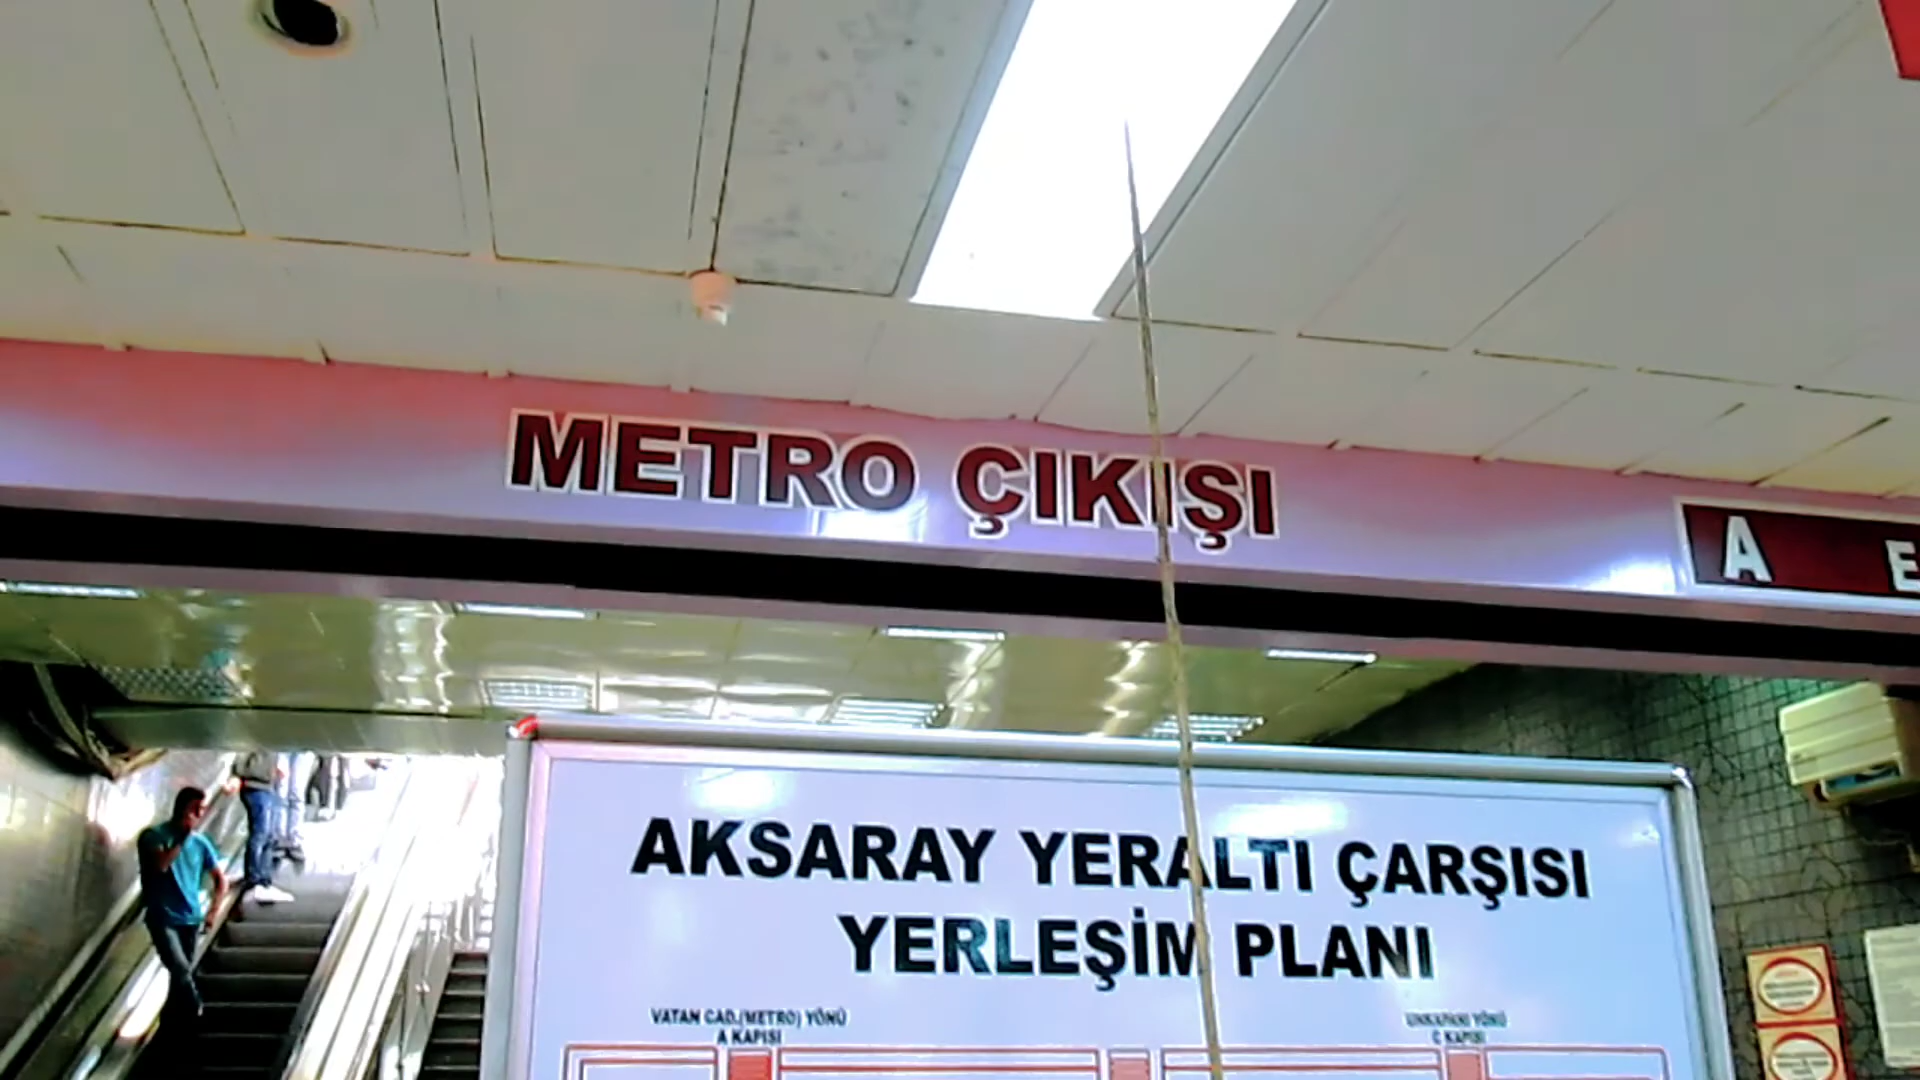 METRO ÇIKIŞI
A
AKSARAY YERALTI ÇARŞISI
YERLEŞİM PLANI
VATAN CAD.(METRO) YÖNÜ
A KAPISI
UNKAPANI YÖNÜ
C KAPISI